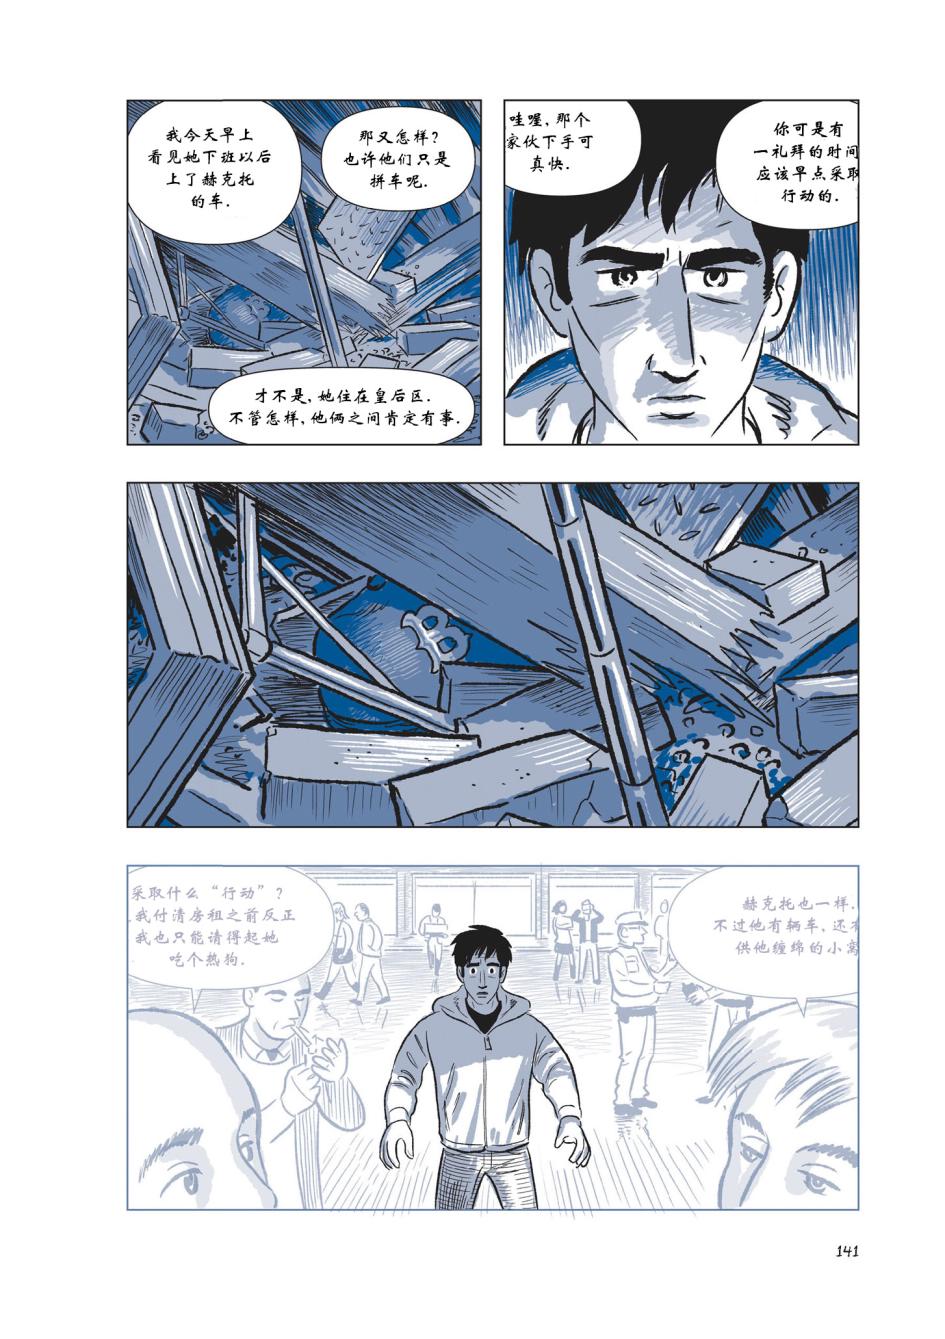 我今天早上
看见她下班以后
上了赫克托
的车.
那又怎样?
也许他们只是
拼车呢.
才不是, 她住在皇后区.
不管怎样, 他俩之间肯定有事.
哇喔, 那个
家伙下手可
真快.
你可是有
一礼拜的时间
应该早点采取
行动的.
B
采取什么“行动”?
我付清房租之前反正
我也只能请得起她
吃个热狗.
赫克托也一样.
不过他有辆车, 还有
供他缠绵的小窝
141